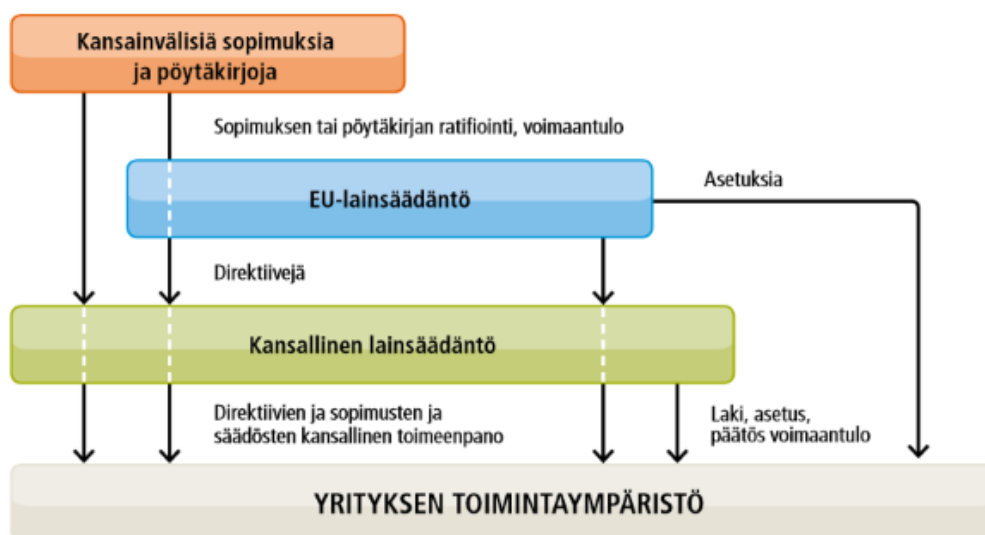 Kansainvälisiä sopimuksia
ja pöytäkirjoja
Sopimuksen tai pöytäkirjan ratifiointi, voimaantulo
EU-lainsäädäntö
Asetuksia
Direktiivejä
Kansallinen lainsäädäntö
Direktiivien ja sopimusten ja
säädösten kansallinen toimeenpano
Laki, asetus,
päätös voimaantulo
YRITYKSEN TOIMINTAYMPÄRISTÖ